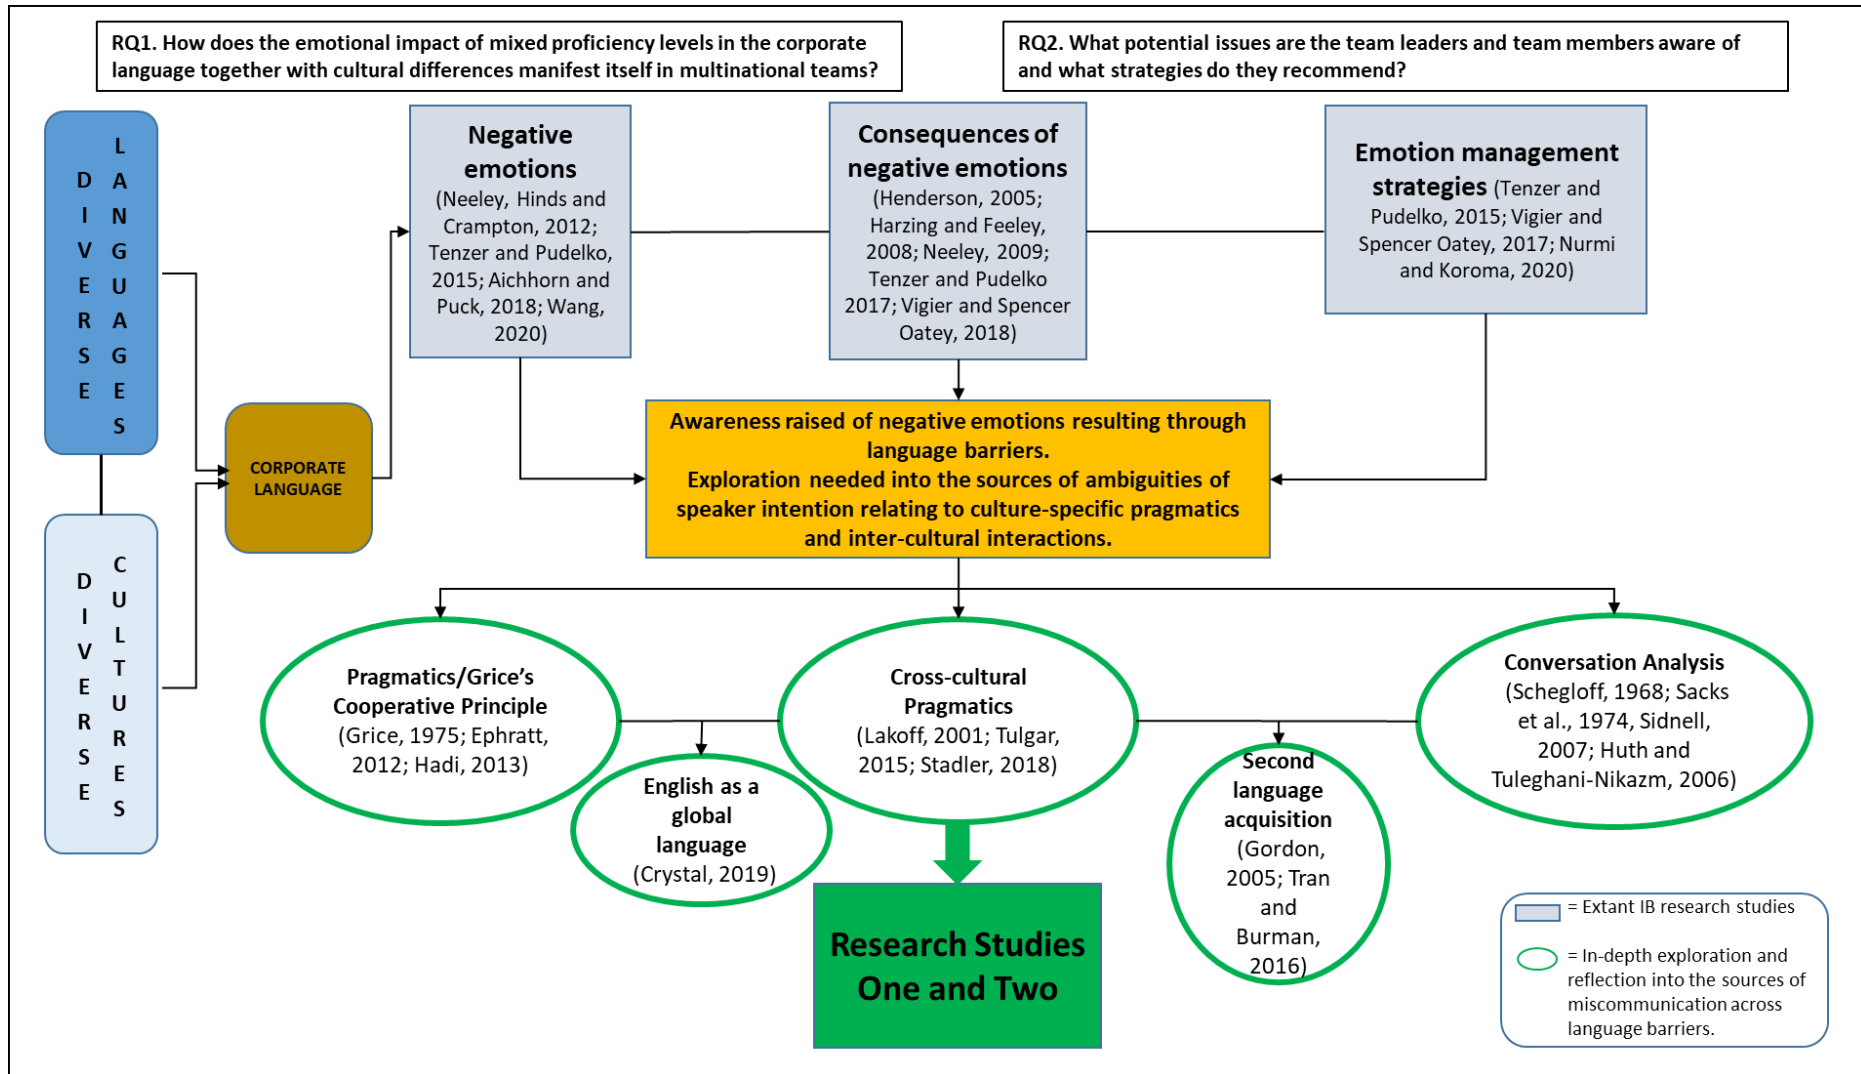 RQ1. How does the emotional impact of mixed proficiency levels in the corporate
language together with cultural differences manifest itself in multinational teams?
RQ2. What potential issues are the team leaders and team members aware of
and what strategies do they recommend?
DIVERSE
LANGUAGES
DIVERSE
CULTURES
CORPORATE
LANGUAGE
Negative
emotions
(Neeley, Hinds and
Crampton, 2012;
Tenzer and Pudelko,
2015; Aichhorn and
Puck, 2018; Wang,
2020)
Consequences of
negative emotions
(Henderson, 2005;
Harzing and Feeley,
2008; Neeley, 2009;
Tenzer and Pudelko
2017; Vigier and Spencer
Oatey, 2018)
Emotion management
strategies (Tenzer and
Pudelko, 2015; Vigier and
Spencer Oatey, 2017; Nurmi
and Koroma, 2020)
Awareness raised of negative emotions resulting through
language barriers.
Exploration needed into the sources of ambiguities of
speaker intention relating to culture-specific pragmatics
and inter-cultural interactions.
Pragmatics/Grice's
Cooperative Principle
(Grice, 1975; Ephratt,
2012; Hadi, 2013)
English as a
global
language
(Crystal, 2019)
Cross-cultural
Pragmatics
(Lakoff, 2001; Tulgar,
2015; Stadler, 2018)
Second
language
acquisition
(Gordon,
2005; Tran
and
Burman,
2016)
Conversation Analysis
(Schegloff, 1968; Sacks
et al., 1974, Sidnell,
2007; Huth and
Tuleghani-Nikazm, 2006)
Research Studies
One and Two
= Extant IB research studies
= In-depth exploration and
reflection into the sources of
miscommunication across
language barriers.